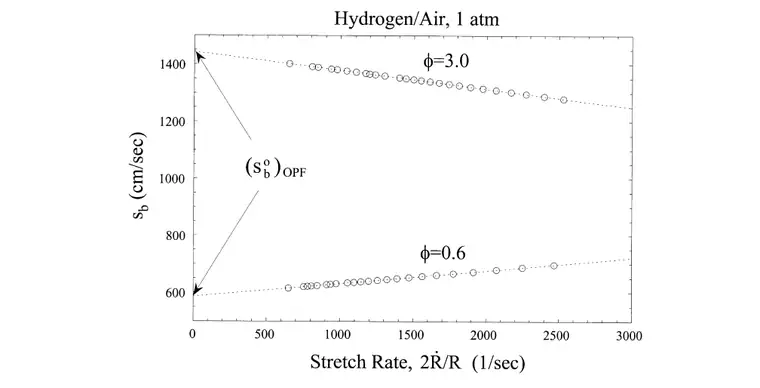 Hydrogen/Air, 1 atm
1400
1200
1000
800
600
s_b (cm/sec)
ϕ=3.0
(s_b^o)_OPF
ϕ=0.6
0 500 1000 1500 2000 2500 3000
Stretch Rate, 2Ṙ/R (1/sec)